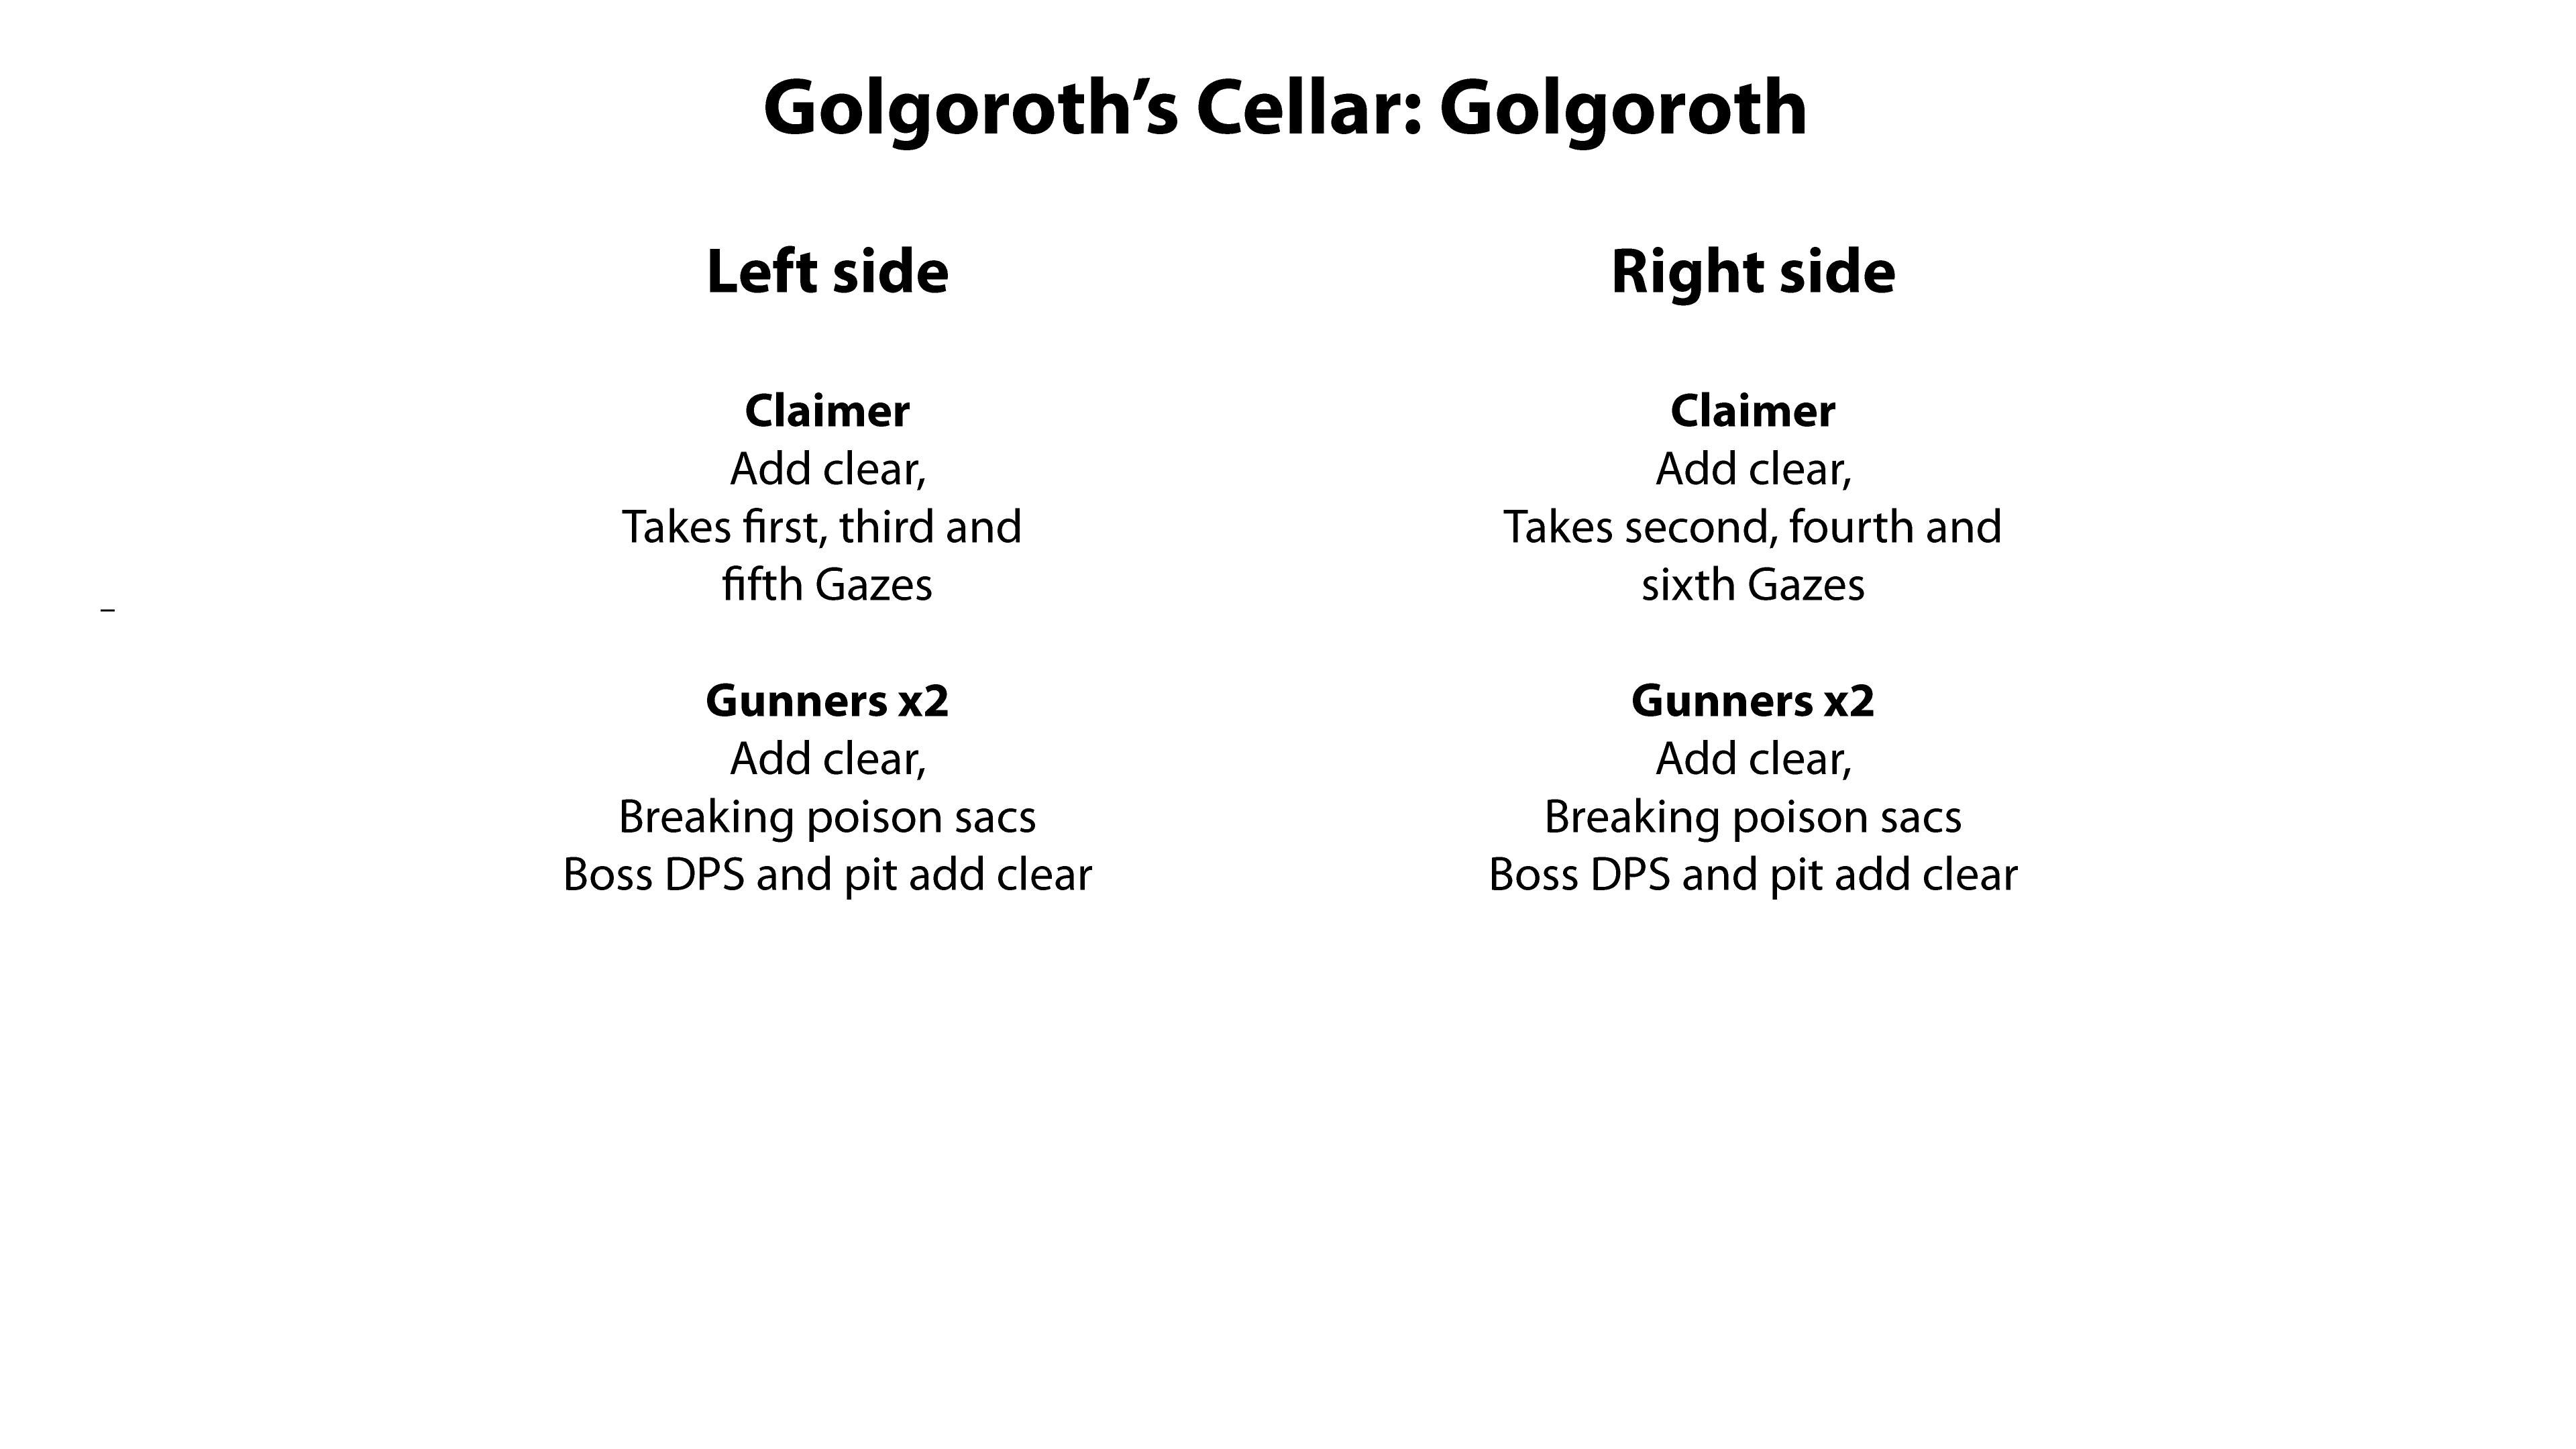 Golgoroth’s Cellar: Golgoroth
Left side
Claimer
Add clear,
Takes first, third and
fifth Gazes
Gunners x2
Add clear,
Breaking poison sacs
Boss DPS and pit add clear
Right side
Claimer
Add clear,
Takes second, fourth and
sixth Gazes
Gunners x2
Add clear,
Breaking poison sacs
Boss DPS and pit add clear
–